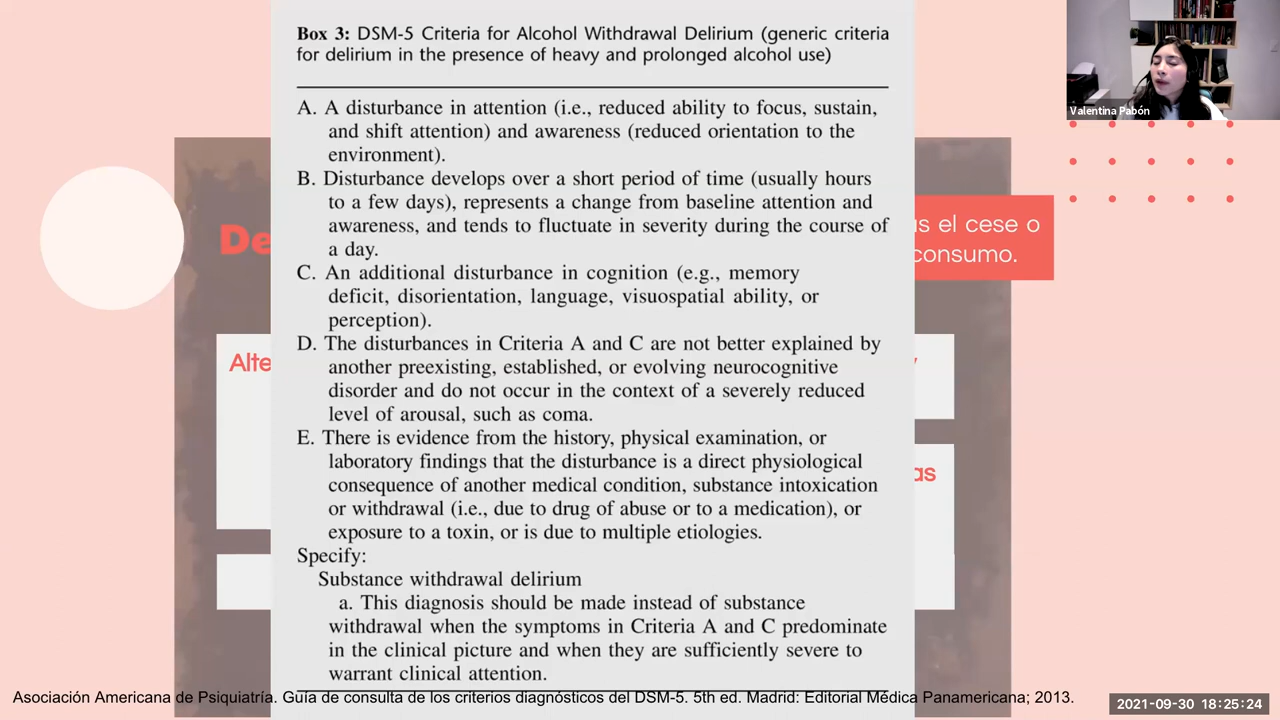 Box 3: DSM-5 Criteria for Alcohol Withdrawal Delirium (generic criteria
for delirium in the presence of heavy and prolonged alcohol use)
A. A disturbance in attention (i.e., reduced ability to focus, sustain,
and shift attention) and awareness (reduced orientation to the
environment).
B. Disturbance develops over a short period of time (usually hours
to a few days), represents a change from baseline attention and
awareness, and tends to fluctuate in severity during the course of
a day.
C. An additional disturbance in cognition (e.g., memory
deficit, disorientation, language, visuospatial ability, or
perception).
D. The disturbances in Criteria A and C are not better explained by
another preexisting, established, or evolving neurocognitive
disorder and do not occur in the context of a severely reduced
level of arousal, such as coma.
E. There is evidence from the history, physical examination, or
laboratory findings that the disturbance is a direct physiological
consequence of another medical condition, substance intoxication
or withdrawal (i.e., due to drug of abuse or to a medication), or
exposure to a toxin, or is due to multiple etiologies.
Specify:
Substance withdrawal delirium
a. This diagnosis should be made instead of substance
withdrawal when the symptoms in Criteria A and C predominate
in the clinical picture and when they are sufficiently severe to
warrant clinical attention.
Valentina Pabón
De
el cese o
consumo.
Alte
as
Asociación Americana de Psiquiatría. Guía de consulta de los criterios diagnósticos del DSM-5. 5th ed. Madrid: Editorial Médica Panamericana; 2013.
2021-09-30 18:25:24